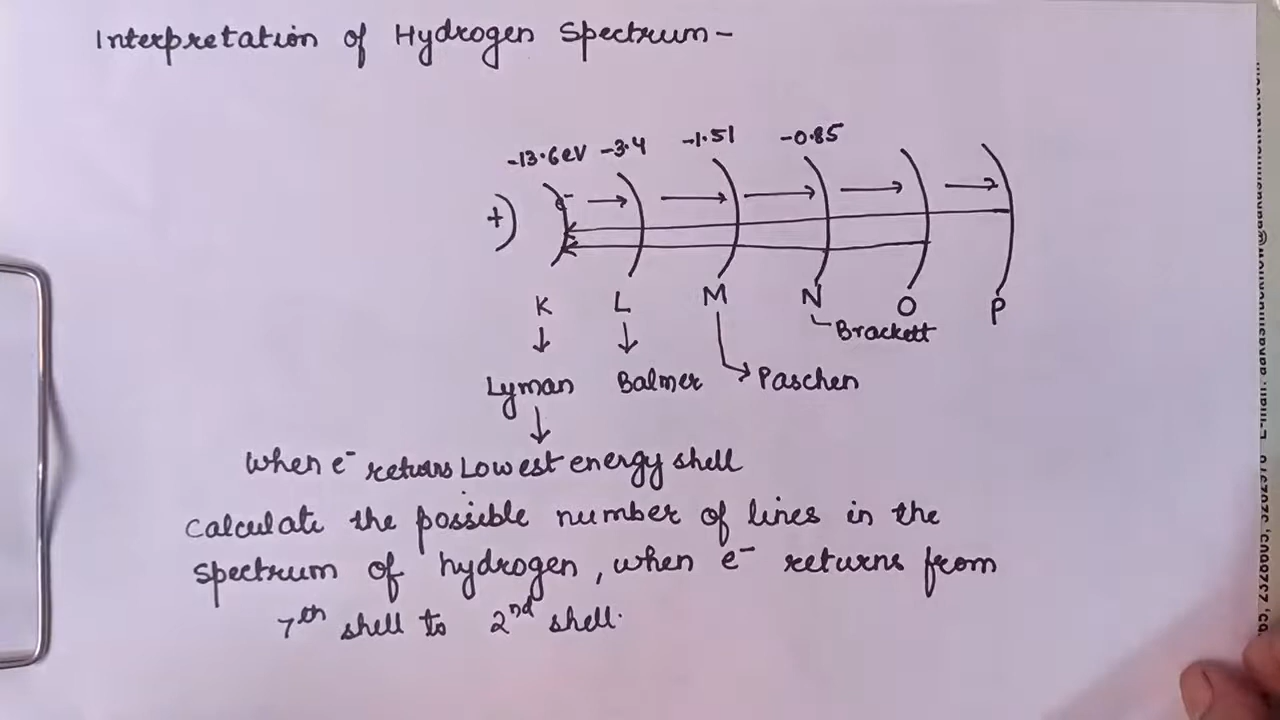 Interpretation of Hydrogen Spectrum-
-13.6ev -3.4 -1.51 -0.85
+ e-
K L M N O P
Brackett
Lyman Balmer Paschen
When e- returns Lowest energy shell
Calculate the possible number of lines in the
spectrum of hydrogen, when e- returns from
7th shell to 2nd shell.